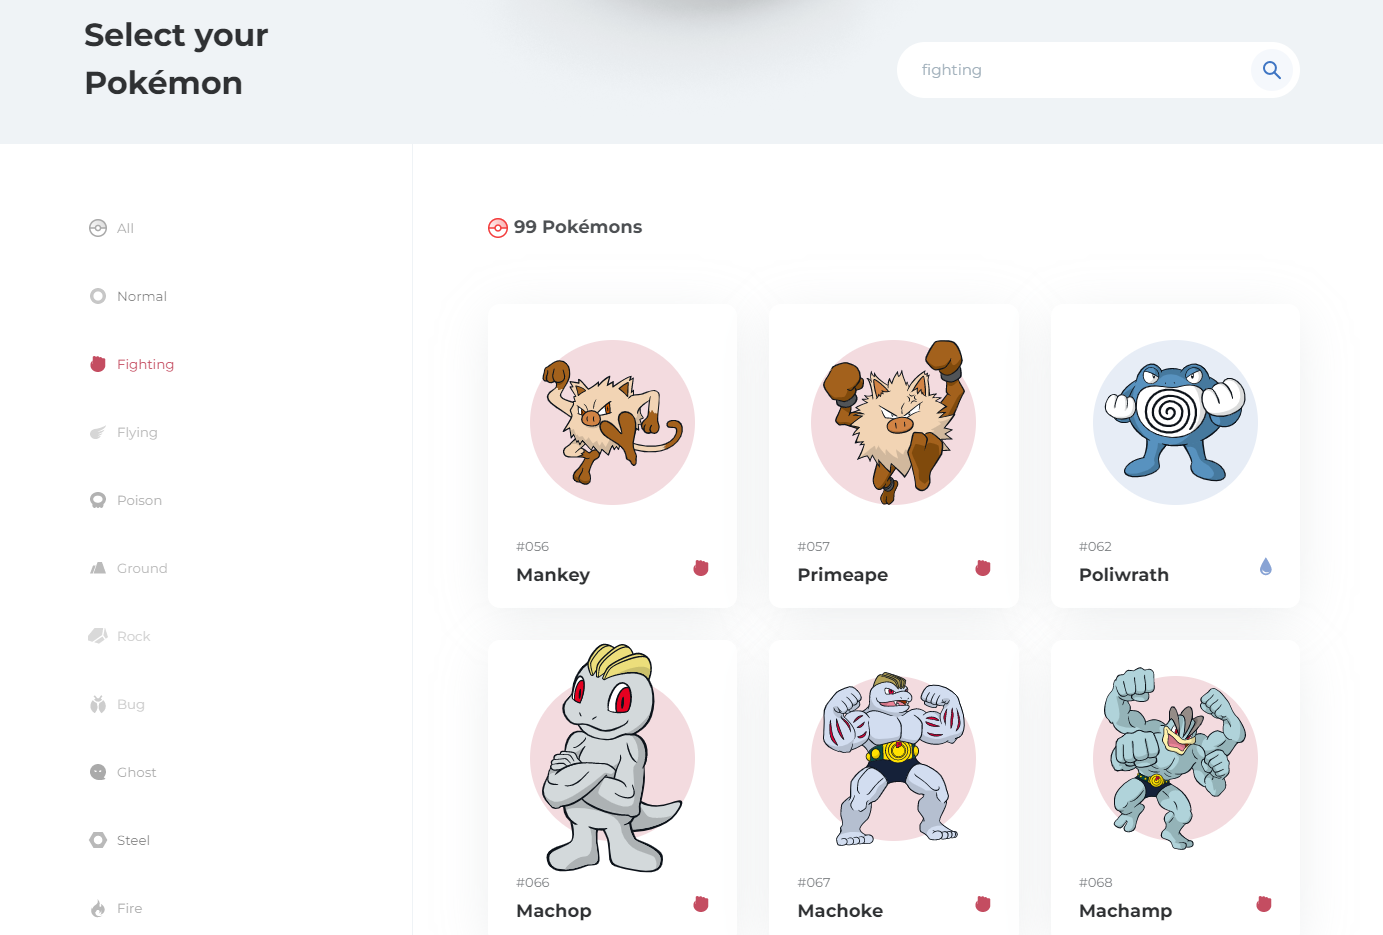 Select your
Pokémon
fighting
All
Normal
Fighting
Flying
Poison
Ground
Rock
Bug
Ghost
Steel
Fire
99 Pokémons
#056
Mankey
#057
Primeape
#062
Poliwrath
#066
Machop
#067
Machoke
#068
Machamp